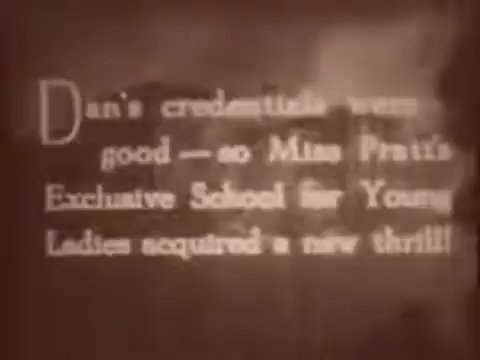 Dan's credentials were
good — so Miss Pratt's
Exclusive School for Young
Ladies acquired a new thrill!